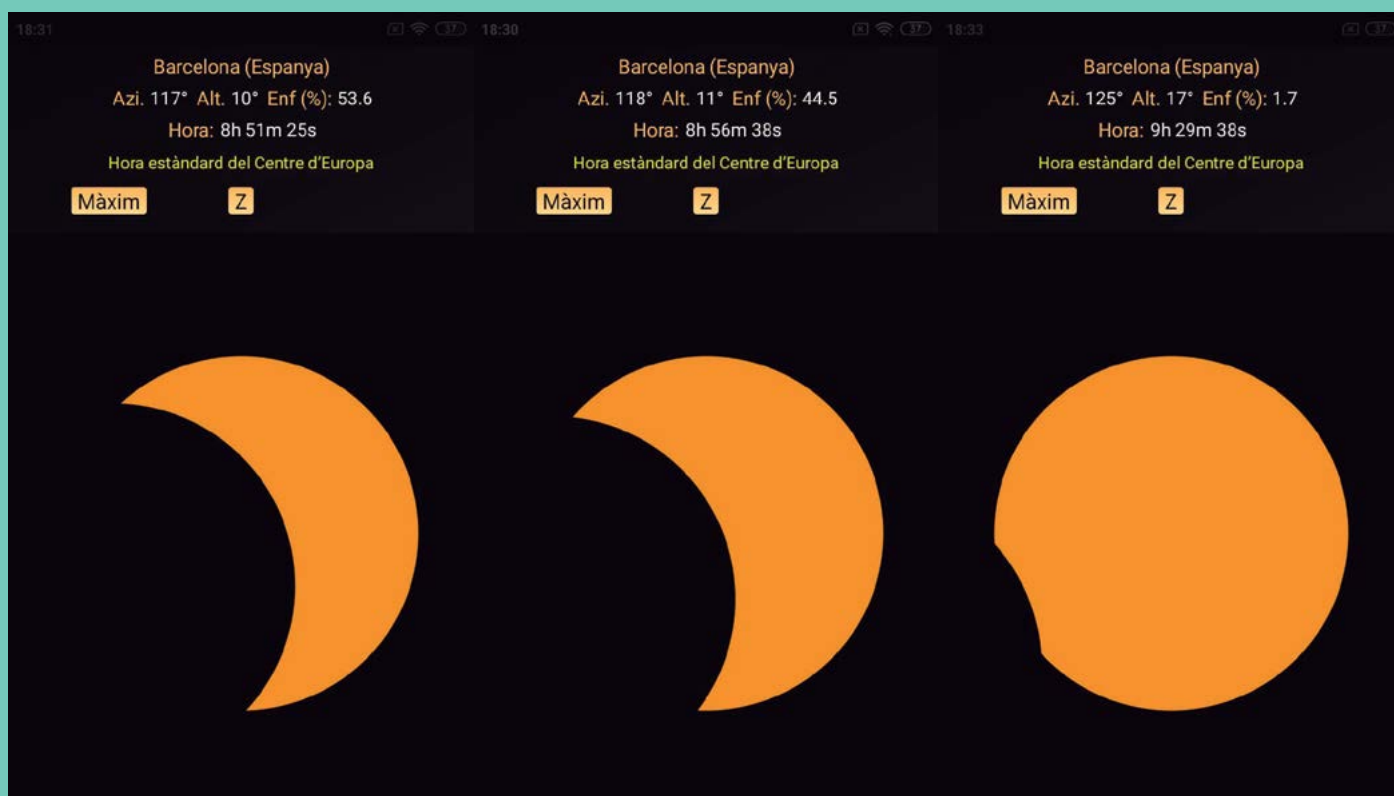 18:31 37
Barcelona (Espanya)
Azi. 117° Alt. 10° Enf (%): 53.6
Hora: 8h 51m 25s
Hora estàndard del Centre d'Europa
Màxim Z
18:30 37
Barcelona (Espanya)
Azi. 118° Alt. 11° Enf (%): 44.5
Hora: 8h 56m 38s
Hora estàndard del Centre d'Europa
Màxim Z
18:33 37
Barcelona (Espanya)
Azi. 125° Alt. 17° Enf (%): 1.7
Hora: 9h 29m 38s
Hora estàndard del Centre d'Europa
Màxim Z